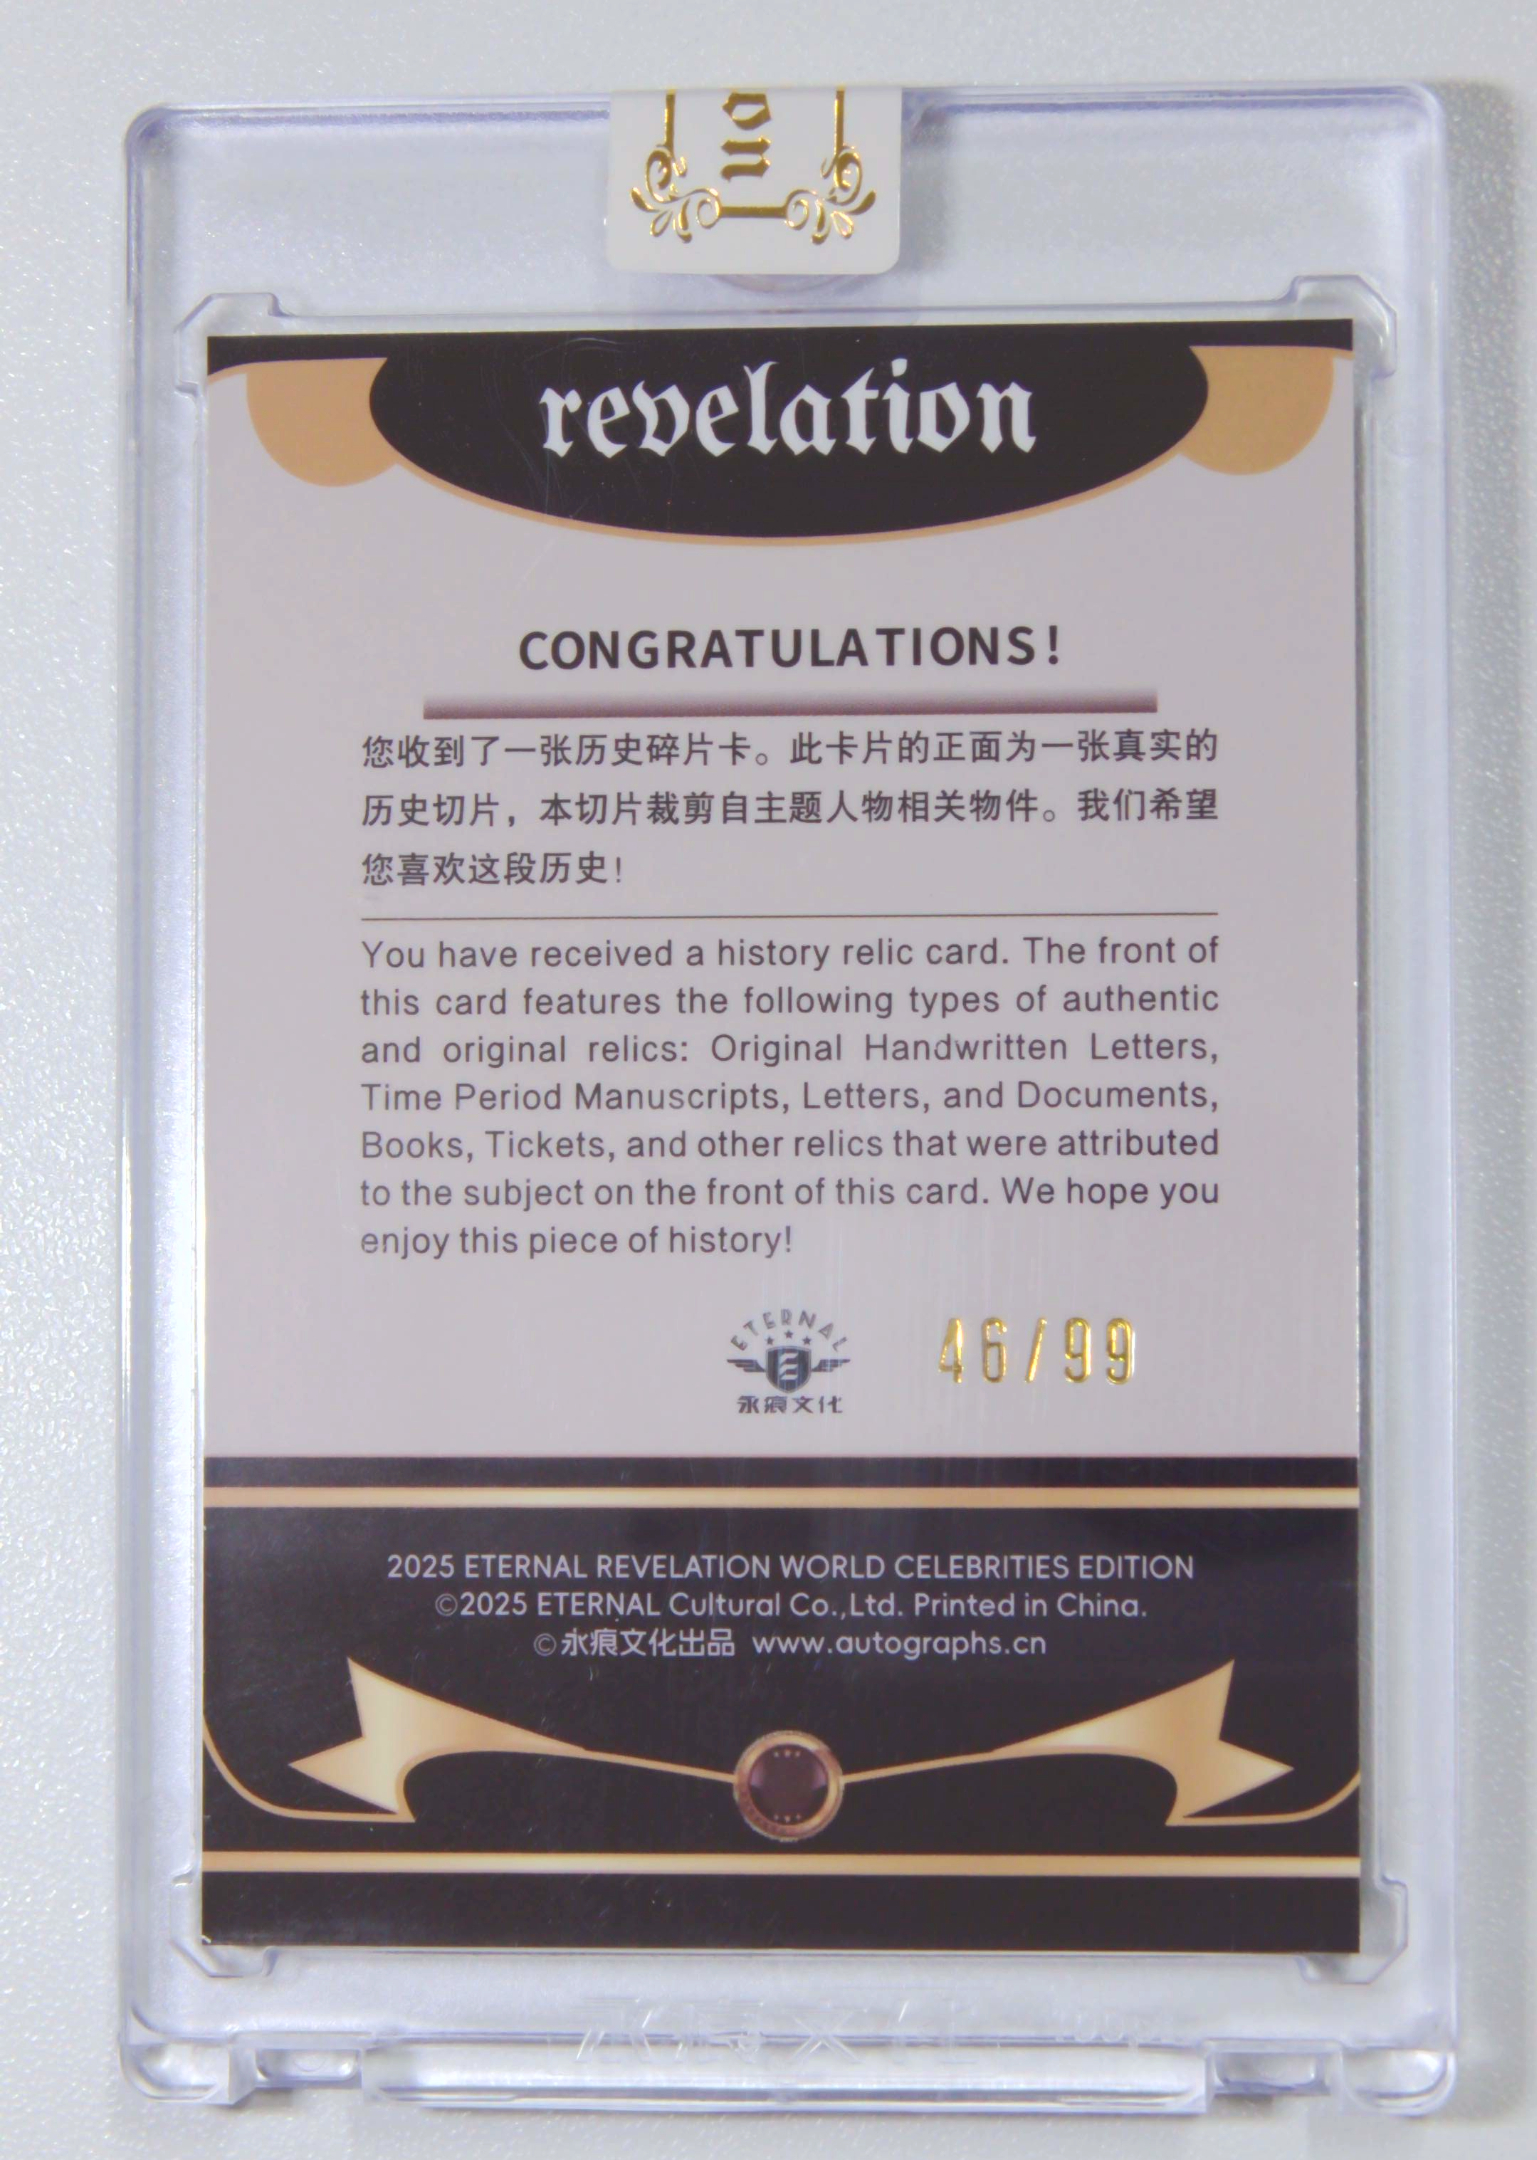 on
revelation
CONGRATULATIONS!
您收到了一张历史碎片卡。此卡片的正面为一张真实的
历史切片，本切片裁剪自主题人物相关物件。我们希望
您喜欢这段历史！
You have received a history relic card. The front of
this card features the following types of authentic
and original relics: Original Handwritten Letters,
Time Period Manuscripts, Letters, and Documents,
Books, Tickets, and other relics that were attributed
to the subject on the front of this card. We hope you
enjoy this piece of history!
ETERNAL
E
永痕文化
46/99
2025 ETERNAL REVELATION WORLD CELEBRITIES EDITION
©2025 ETERNAL Cultural Co.,Ltd. Printed in China.
©永痕文化出品 www.autographs.cn